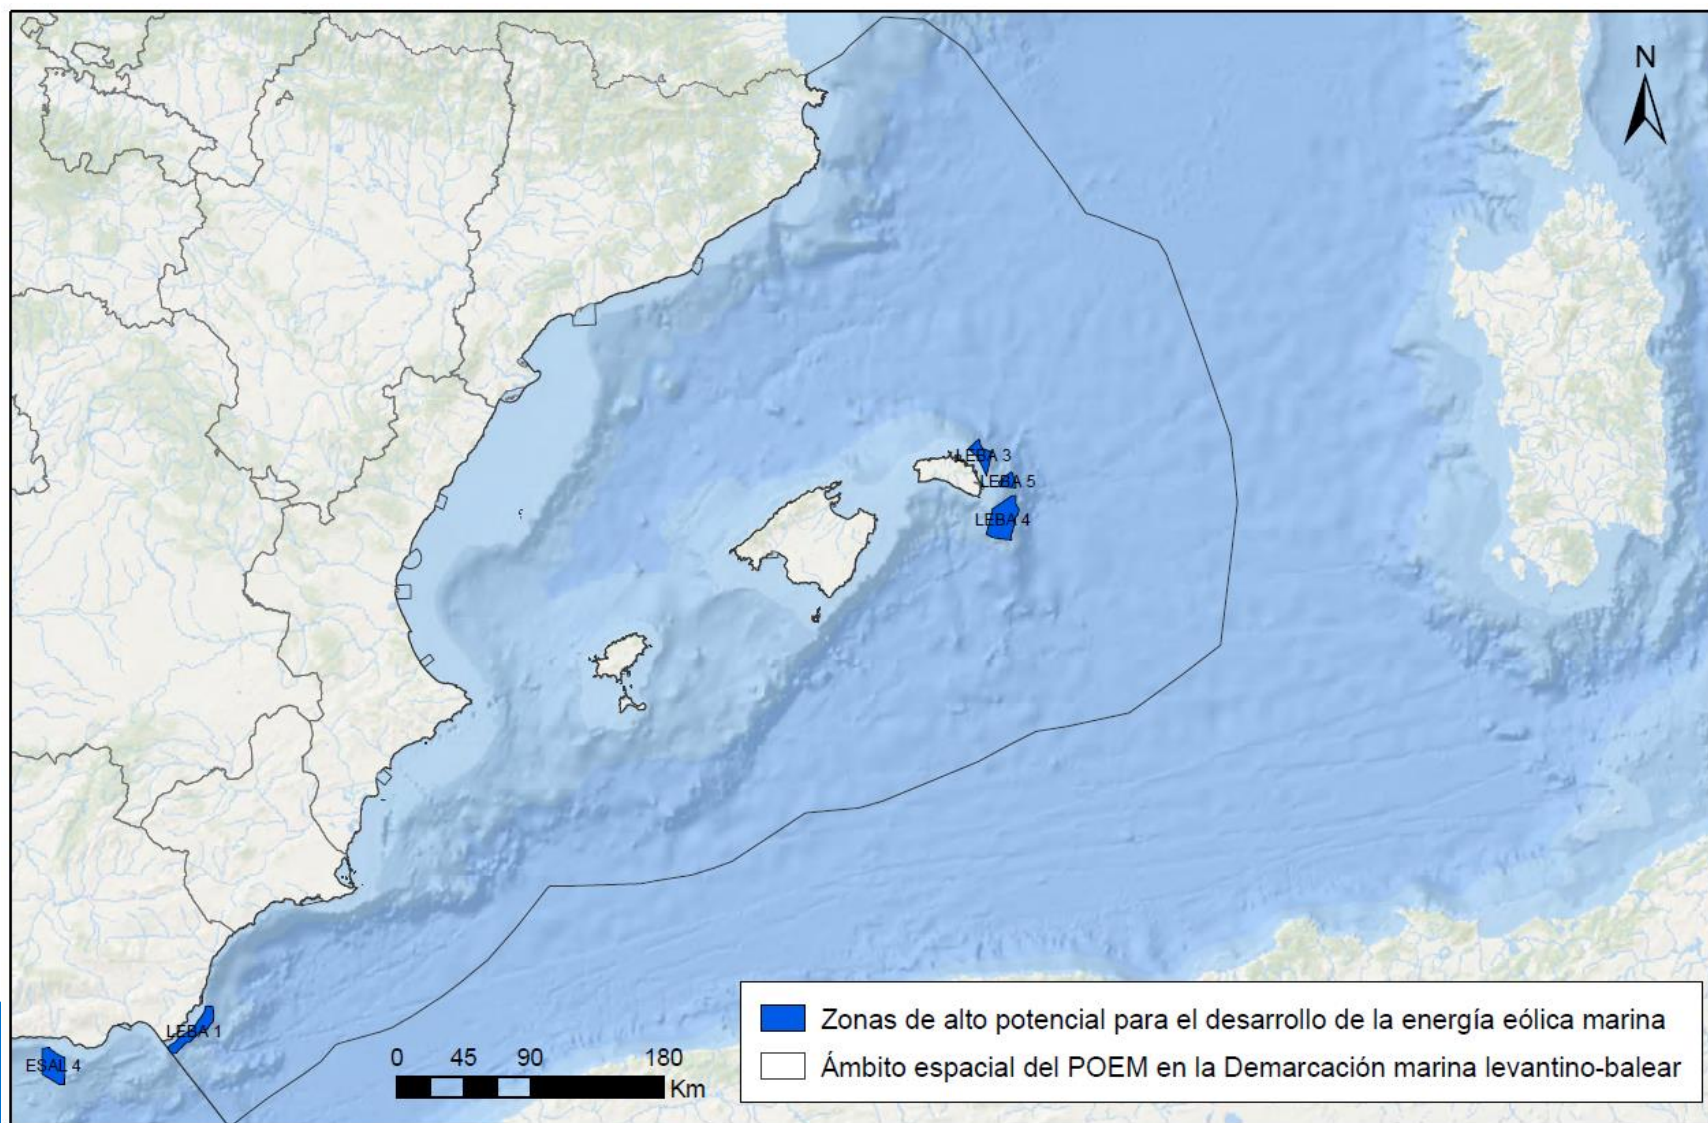 N
LEBA 3
LEBA 5
LEBA 4
LEBA 1
ESAL 4
0 45 90 180
Km
Zonas de alto potencial para el desarrollo de la energía eólica marina
Ámbito espacial del POEM en la Demarcación marina levantino-balear